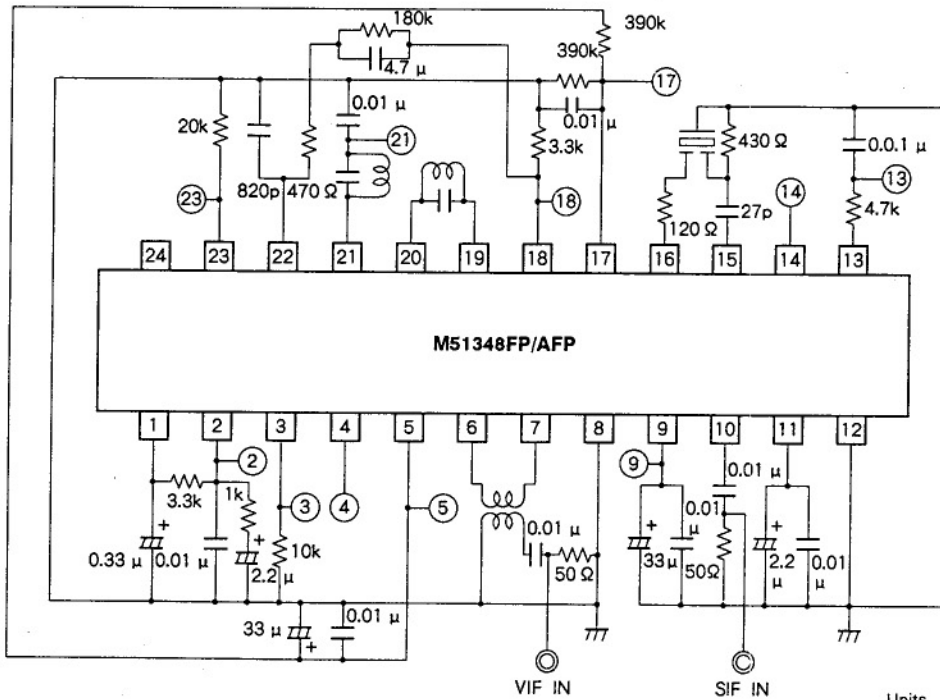 180k
390k
390k
4.7 μ
17
0.01 μ
0.01 μ
20k
21
3.3k
430 Ω
0.0.1 μ
13
23
820p
470 Ω
18
14
27p
4.7k
120 Ω
24
23
22
21
20
19
18
17
16
15
14
13
M51348FP/AFP
1
2
3
4
5
6
7
8
9
10
11
12
2
9
0.01 μ
3.3k
1k
3
4
5
0.01 μ
0.01 μ
0.33 μ
0.01 μ
2.2 μ
10k
50 Ω
33 μ
50Ω
2.2 μ
0.01 μ
33 μ
0.01 μ
VIF IN
SIF IN
Units